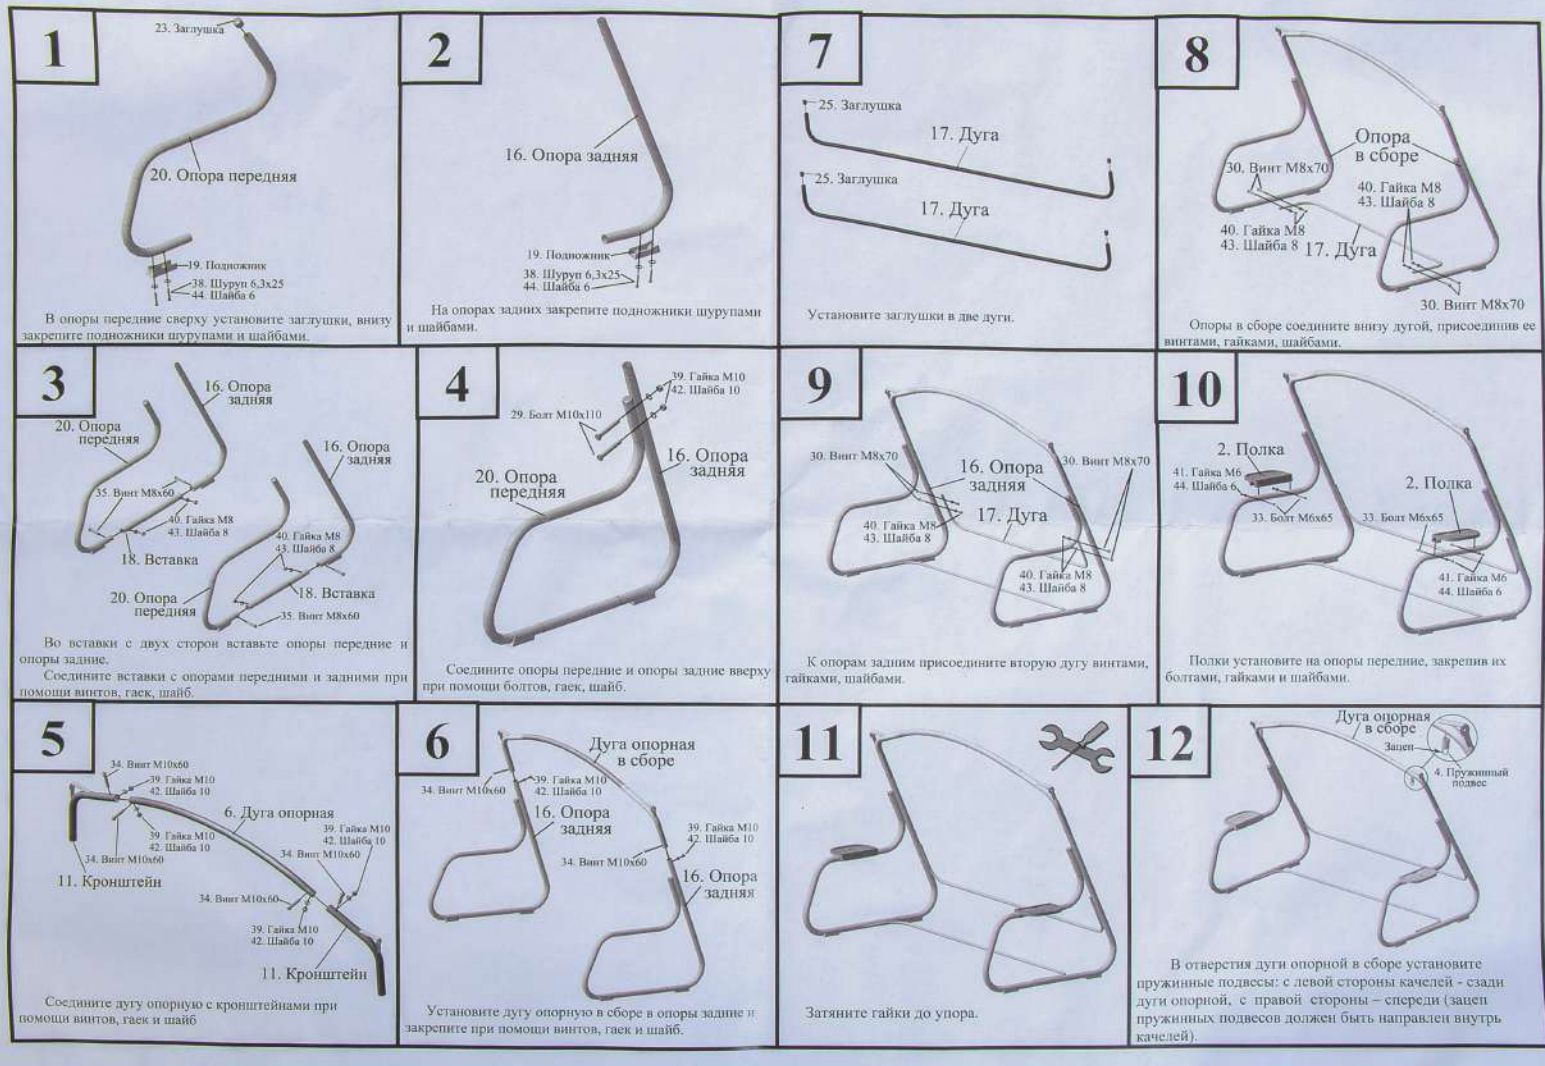 1
23. Заглушка
20. Опора передняя
19. Подножник
38. Шуруп 6,3х25
44. Шайба 6
В опоры передние сверху установите заглушки, внизу
закрепите подножники шурупами и шайбами.
2
16. Опора задняя
19. Подножник
38. Шуруп 6,3х25
44. Шайба 6
На опорах задних закрепите подножники шурупами
и шайбами.
3
16. Опора
задняя
20. Опора
передняя
16. Опора
задняя
35. Винт М8х60
40. Гайка М8
43. Шайба 8
18. Вставка
40. Гайка М8
43. Шайба 8
20. Опора
передняя
18. Вставка
35. Винт М8х60
Во вставки с двух сторон вставьте опоры передние и
опоры задние.
Соедините вставки с опорами передними и задними при
помощи винтов, гаек, шайб.
4
39. Гайка М10
42. Шайба 10
29. Болт М10х110
16. Опора
задняя
20. Опора
передняя
Соедините опоры передние и опоры задние вверху
при помощи болтов, гаек, шайб.
5
34. Винт М10х60
39. Гайка М10
42. Шайба 10
6. Дуга опорная
39. Гайка М10
42. Шайба 10
34. Винт М10х60
39. Гайка М10
42. Шайба 10
34. Винт М10х60
11. Кронштейн
34. Винт М10х60
39. Гайка М10
42. Шайба 10
11. Кронштейн
Соедините дугу опорную с кронштейнами при
помощи винтов, гаек и шайб
6
Дуга опорная
в сборе
39. Гайка М10
42. Шайба 10
34. Винт М10х60
16. Опора
задняя
39. Гайка М10
42. Шайба 10
34. Винт М10х60
16. Опора
задняя
Установите дугу опорную в сборе в опоры задние и
закрепите при помощи винтов, гаек и шайб.
7
25. Заглушка
17. Дуга
25. Заглушка
17. Дуга
Установите заглушки в две дуги.
8
Опора
в сборе
30. Винт М8х70
40. Гайка М8
43. Шайба 8
40. Гайка М8
43. Шайба 8
17. Дуга
30. Винт М8х70
Опоры в сборе соедините внизу дугой, присоединив ее
винтами, гайками, шайбами.
9
30. Винт М8х70
16. Опора
задняя
30. Винт М8х70
17. Дуга
40. Гайка М8
43. Шайба 8
40. Гайка М8
43. Шайба 8
К опорам задним присоедините вторую дугу винтами,
гайками, шайбами.
10
2. Полка
41. Гайка М6
44. Шайба 6
2. Полка
33. Болт М6х65
33. Болт М6х65
41. Гайка М6
44. Шайба 6
Полки установите на опоры передние, закрепив их
болтами, гайками и шайбами.
11
Затяните гайки до упора.
12
Дуга опорная
в сборе
Зацеп
4. Пружинный
подвес
В отверстия дуги опорной в сборе установите
пружинные подвесы: с левой стороны качелей - сзади
дуги опорной, с правой стороны – спереди (зацеп
пружинных подвесов должен быть направлен внутрь
качелей).